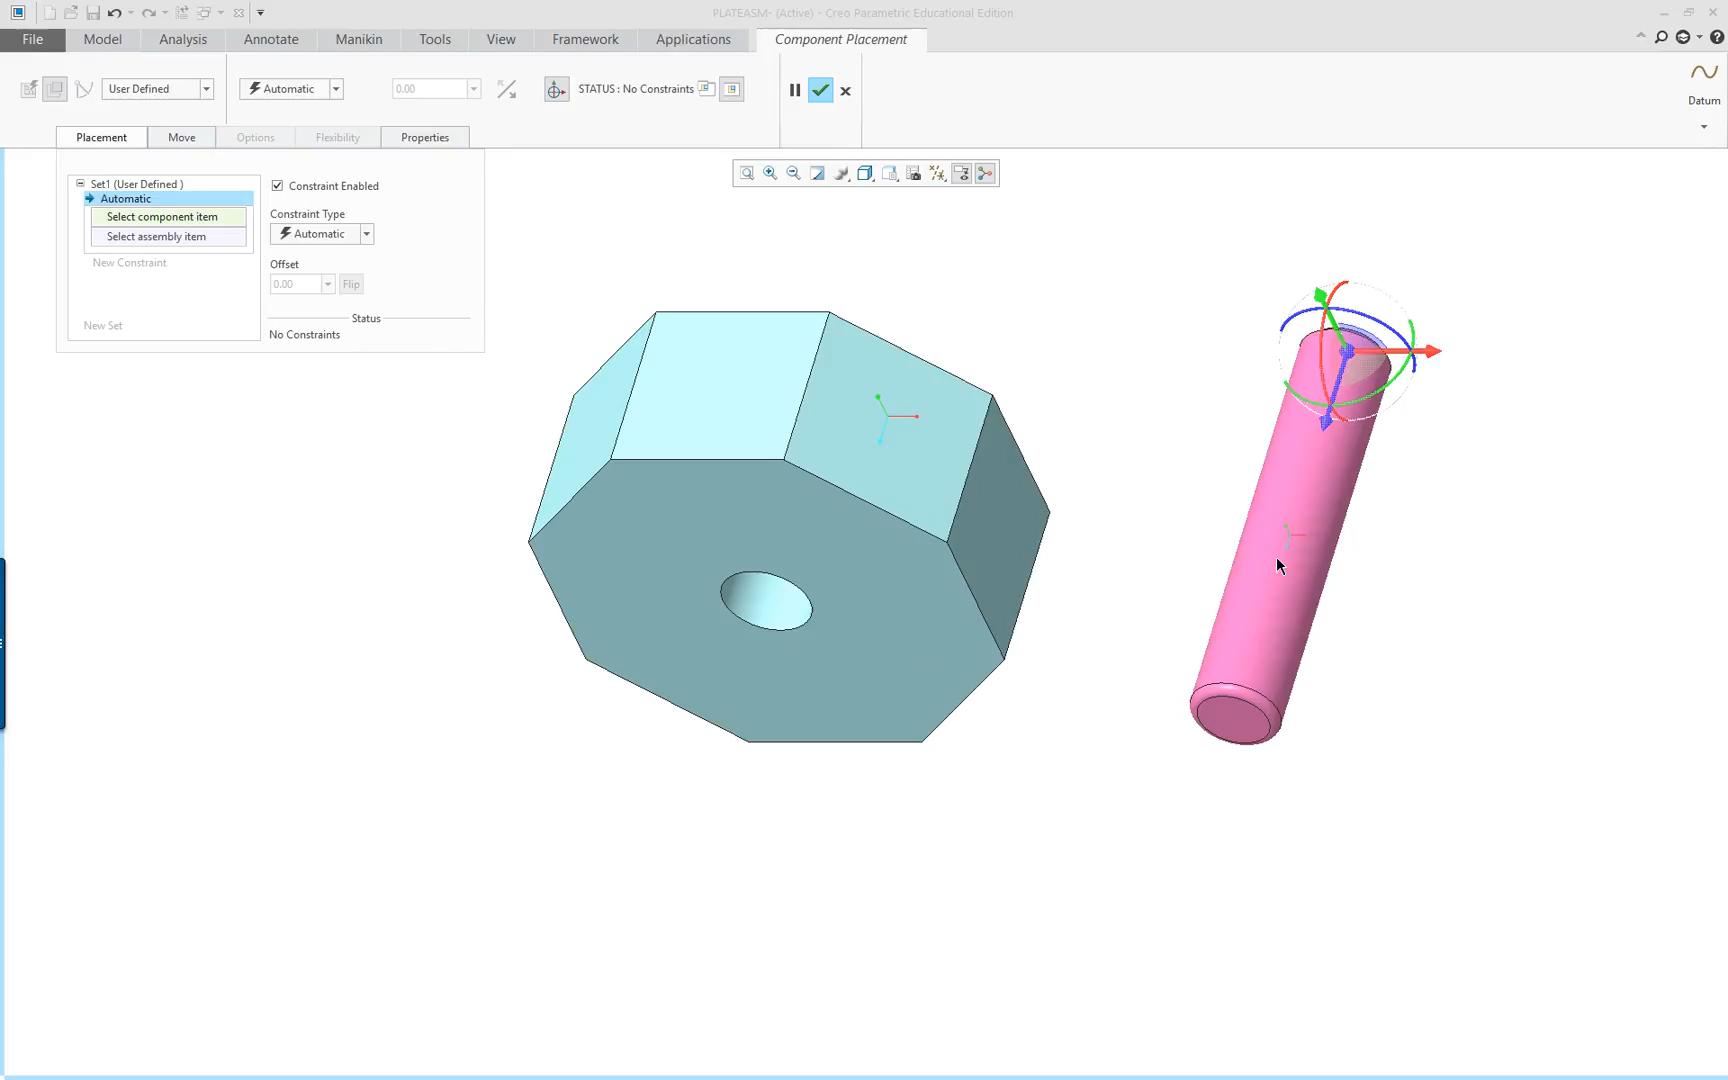 PLATEASM- (Active) - Creo Parametric Educational Edition
File Model Analysis Annotate Manikin Tools View Framework Applications Component Placement
User Defined Automatic 0.00 STATUS : No Constraints
Datum
Placement Move Options Flexibility Properties
Set1 (User Defined )
Automatic
Select component item
Select assembly item
New Constraint
New Set
Constraint Enabled
Constraint Type
Automatic
Offset
0.00 Flip
Status
No Constraints